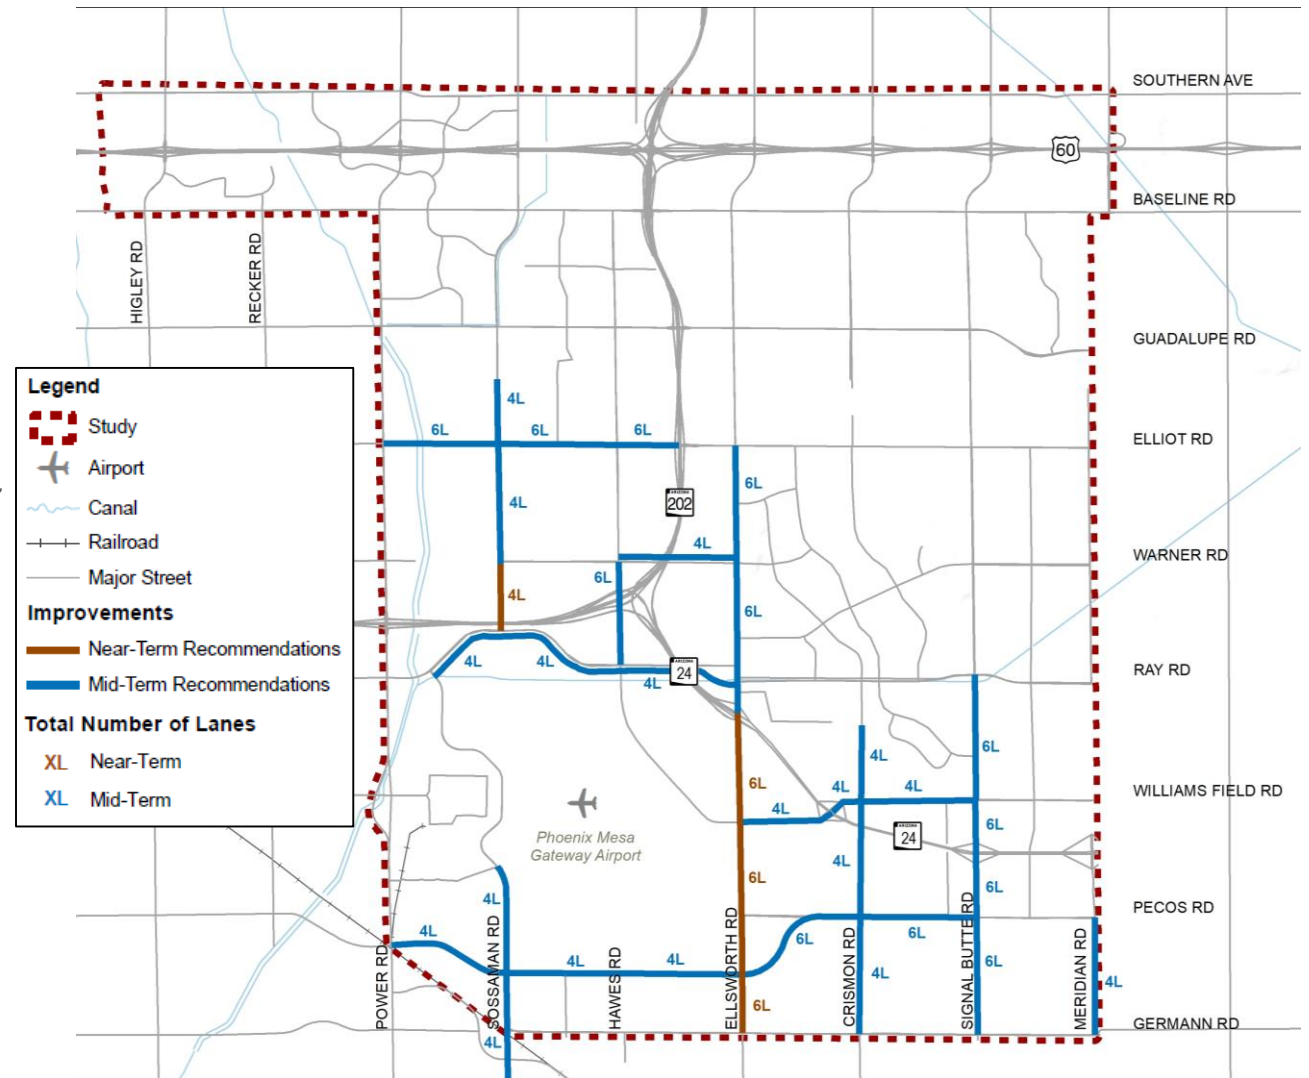 SOUTHERN AVE
60
BASELINE RD
HIGLEY RD
RECKER RD
GUADALUPE RD
Legend
Study
Airport
Canal
Railroad
Major Street
Improvements
Near-Term Recommendations
Mid-Term Recommendations
Total Number of Lanes
XL Near-Term
XL Mid-Term
4L
6L 6L 6L
ELLIOT RD
4L
ARIZONA
202
6L
4L
WARNER RD
4L
6L
6L
4L 4L 4L
ARIZONA
24
RAY RD
4L
6L
6L
4L
4L
4L
WILLIAMS FIELD RD
6L
ARIZONA
24
Phoenix Mesa
Gateway Airport
4L
6L
6L
4L
PECOS RD
4L
4L 4L
6L
6L
4L
6L
4L
6L
POWER RD
SOSSAMAN RD
HAWES RD
ELLSWORTH RD
CRISMON RD
SIGNAL BUTTE RD
MERIDIAN RD
GERMANN RD
4L